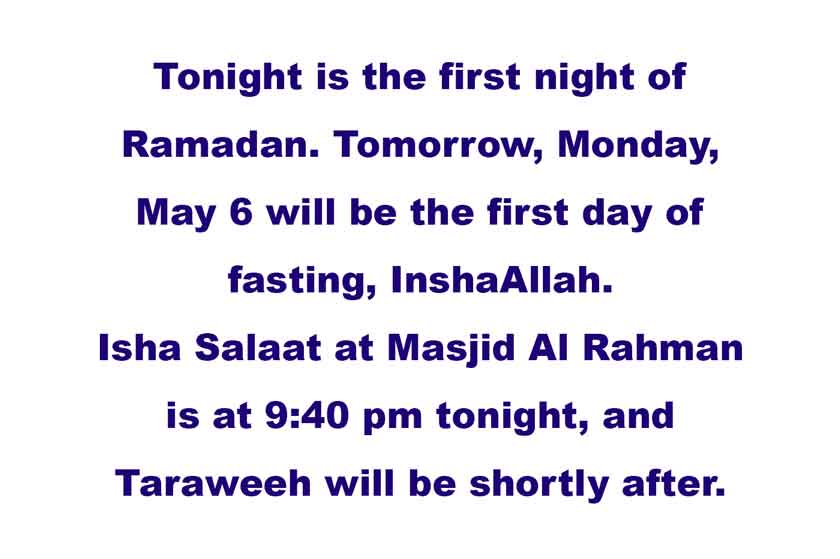 Tonight is the first night of
Ramadan. Tomorrow, Monday,
May 6 will be the first day of
fasting, InshaAllah.
Isha Salaat at Masjid Al Rahman
is at 9:40 pm tonight, and
Taraweeh will be shortly after.